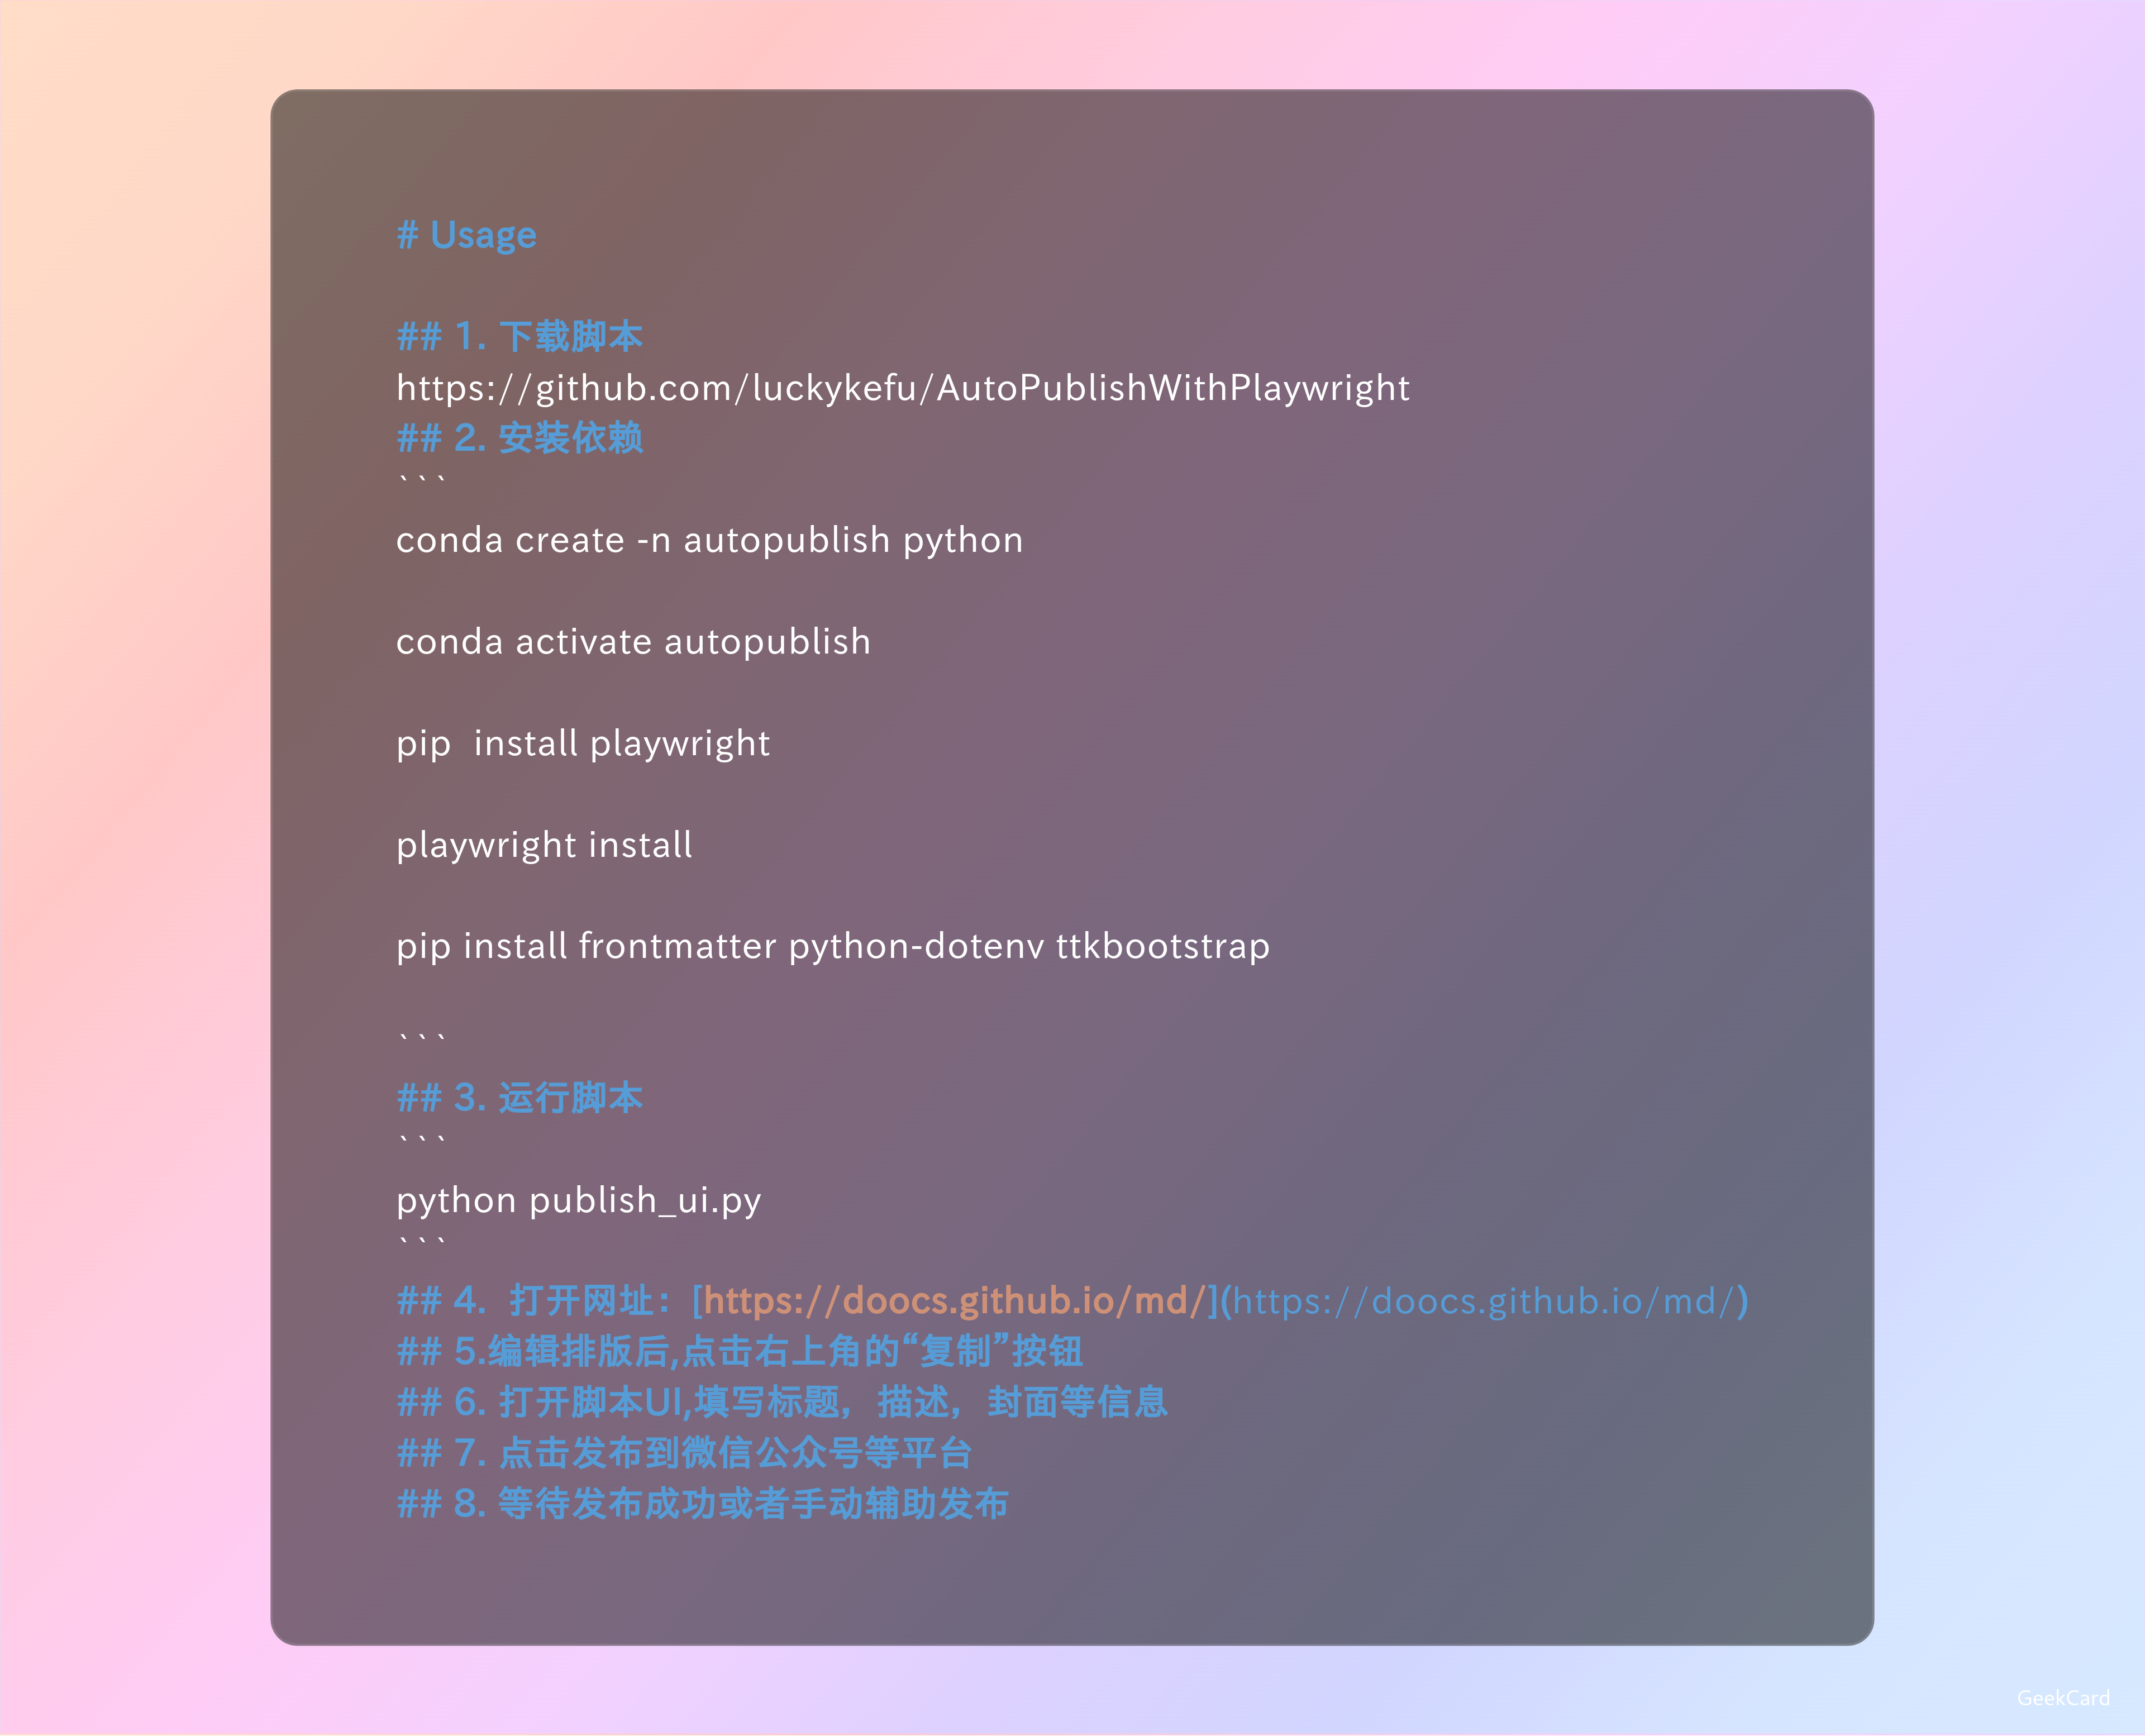 # Usage
## 1. 下载脚本
https://github.com/luckykefu/AutoPublishWithPlaywright
## 2. 安装依赖
```
conda create -n autopublish python
conda activate autopublish
pip  install playwright
playwright install
pip install frontmatter python-dotenv ttkbootstrap
```
## 3. 运行脚本
```
python publish_ui.py
```
## 4.  打开网址：[https://doocs.github.io/md/](https://doocs.github.io/md/)
## 5.编辑排版后,点击右上角的“复制”按钮
## 6. 打开脚本UI,填写标题，描述，封面等信息
## 7. 点击发布到微信公众号等平台
## 8. 等待发布成功或者手动辅助发布
GeekCard